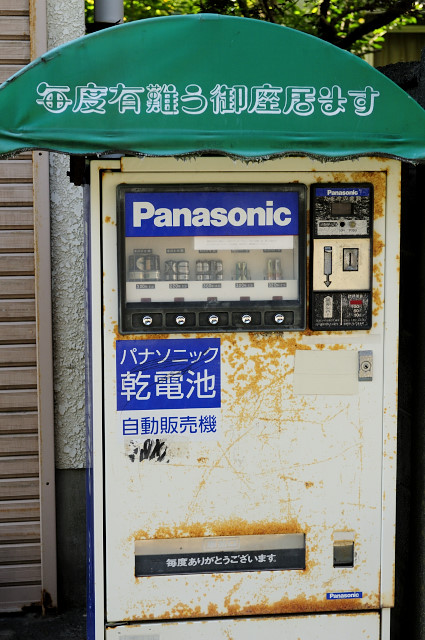 毎度有難う御座居ます
Panasonic
Panasonic
パナソニック
乾電池
自動販売機
毎度ありがとうございます。
Panasonic